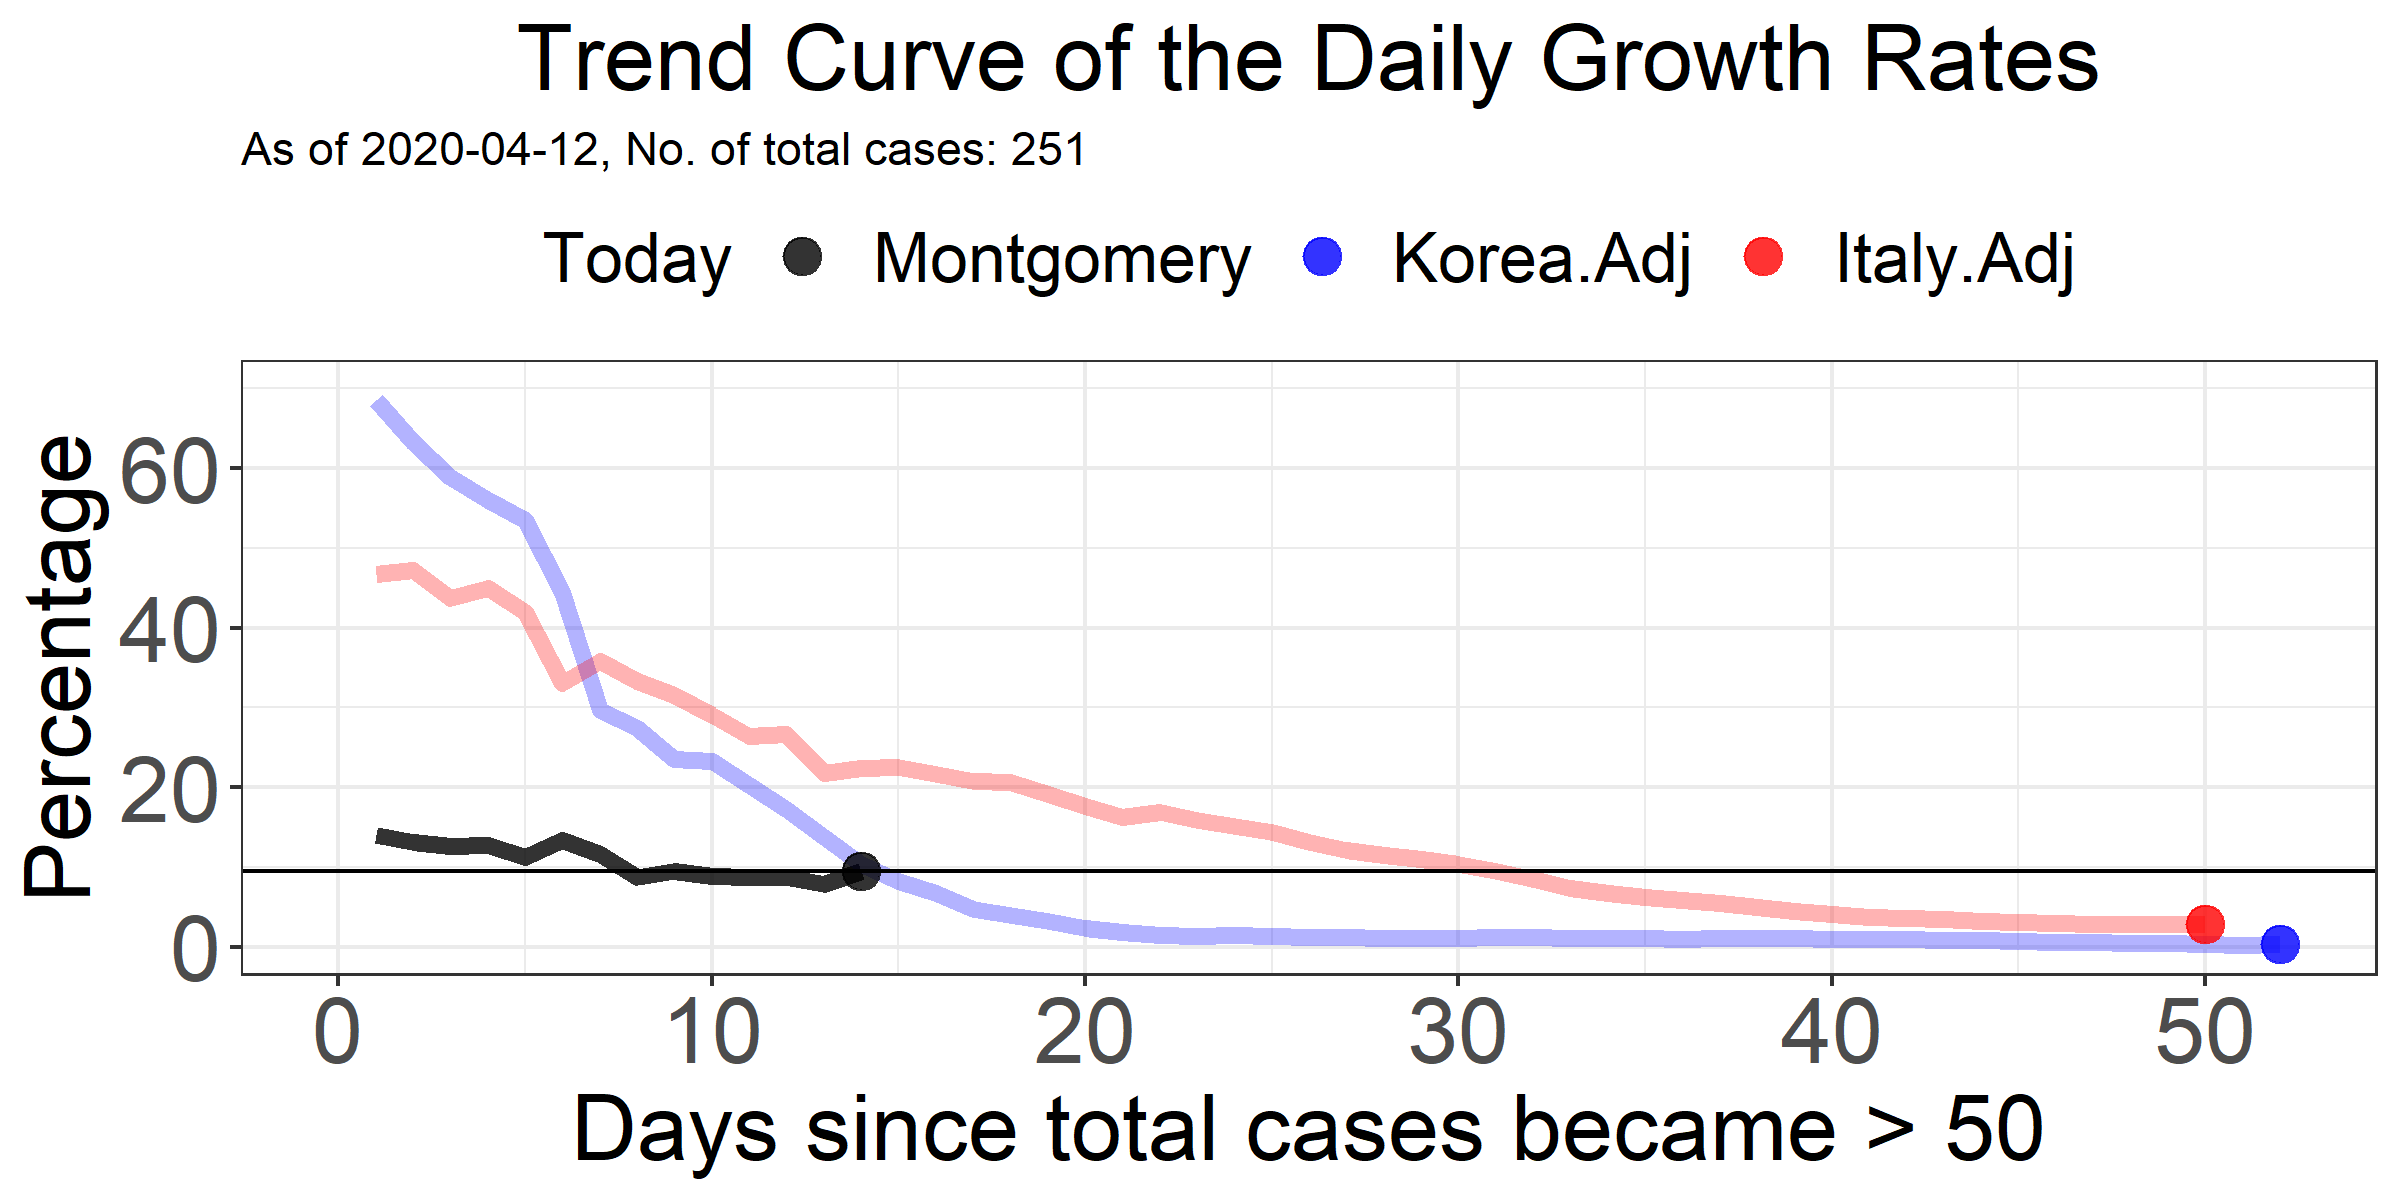 Trend Curve of the Daily Growth Rates
As of 2020-04-12, No. of total cases: 251
Today Montgomery Korea.Adj Italy.Adj
Percentage
60
40
20
0
0 10 20 30 40 50
Days since total cases became > 50